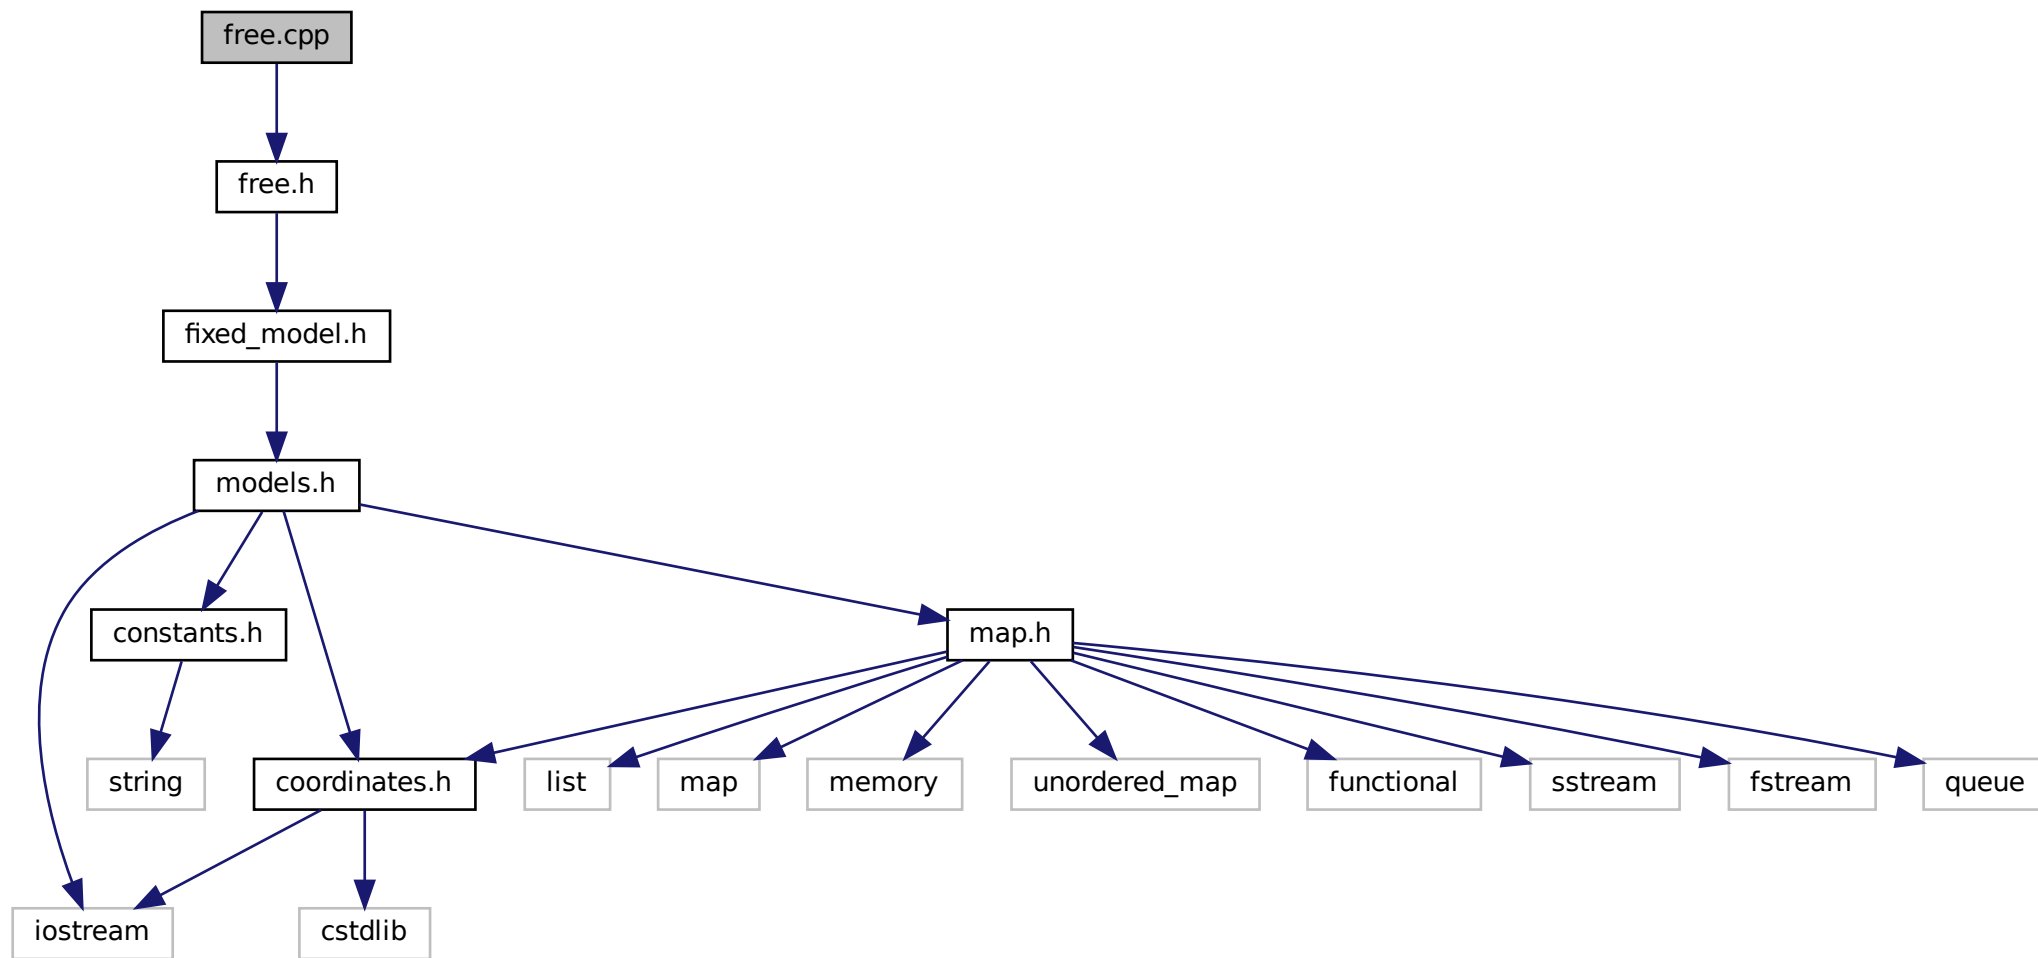 free.cpp
free.h
fixed_model.h
models.h
constants.h
map.h
string
coordinates.h
list
map
memory
unordered_map
functional
sstream
fstream
queue
iostream
cstdlib